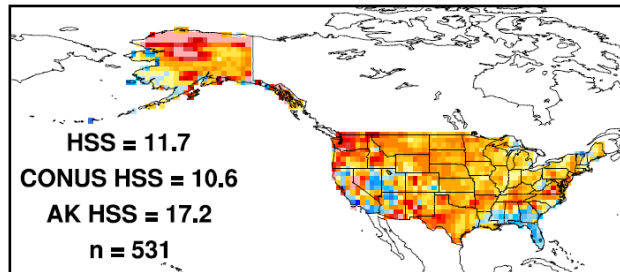 HSS = 11.7
CONUS HSS = 10.6
AK HSS = 17.2
n = 531